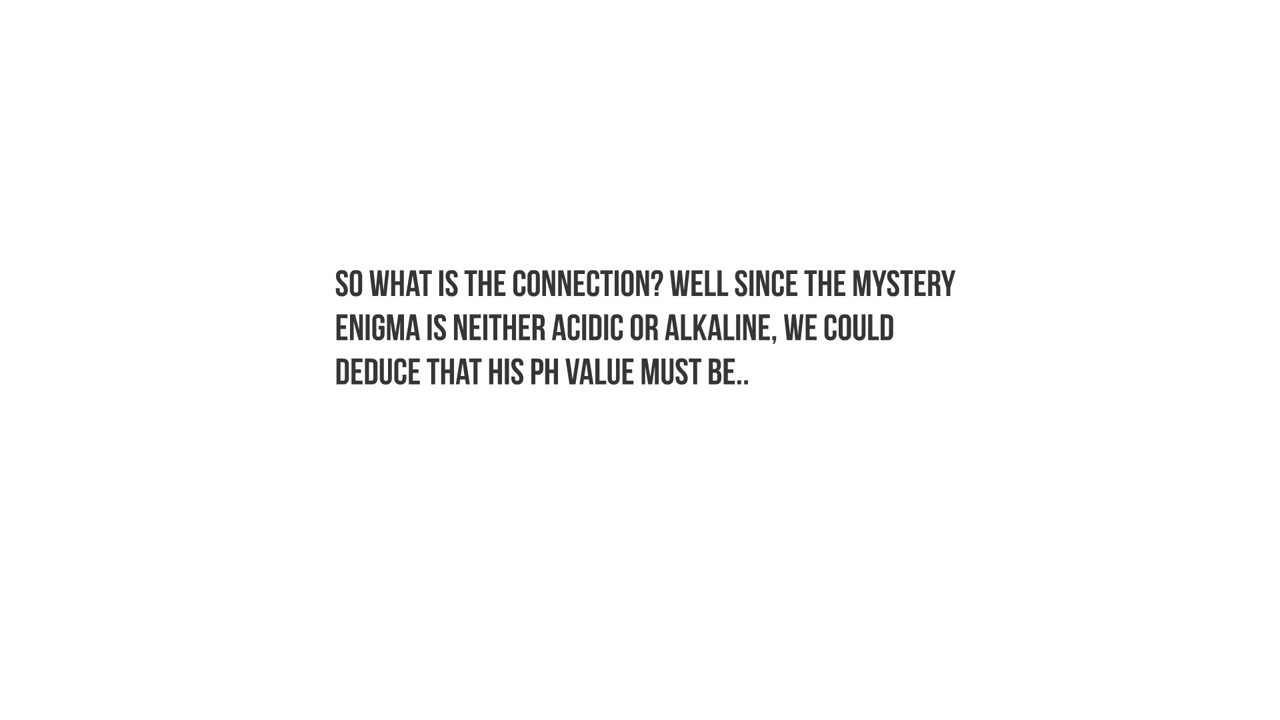 SO WHAT IS THE CONNECTION? WELL SINCE THE MYSTERY
ENIGMA IS NEITHER ACIDIC OR ALKALINE, WE COULD
DEDUCE THAT HIS PH VALUE MUST BE..